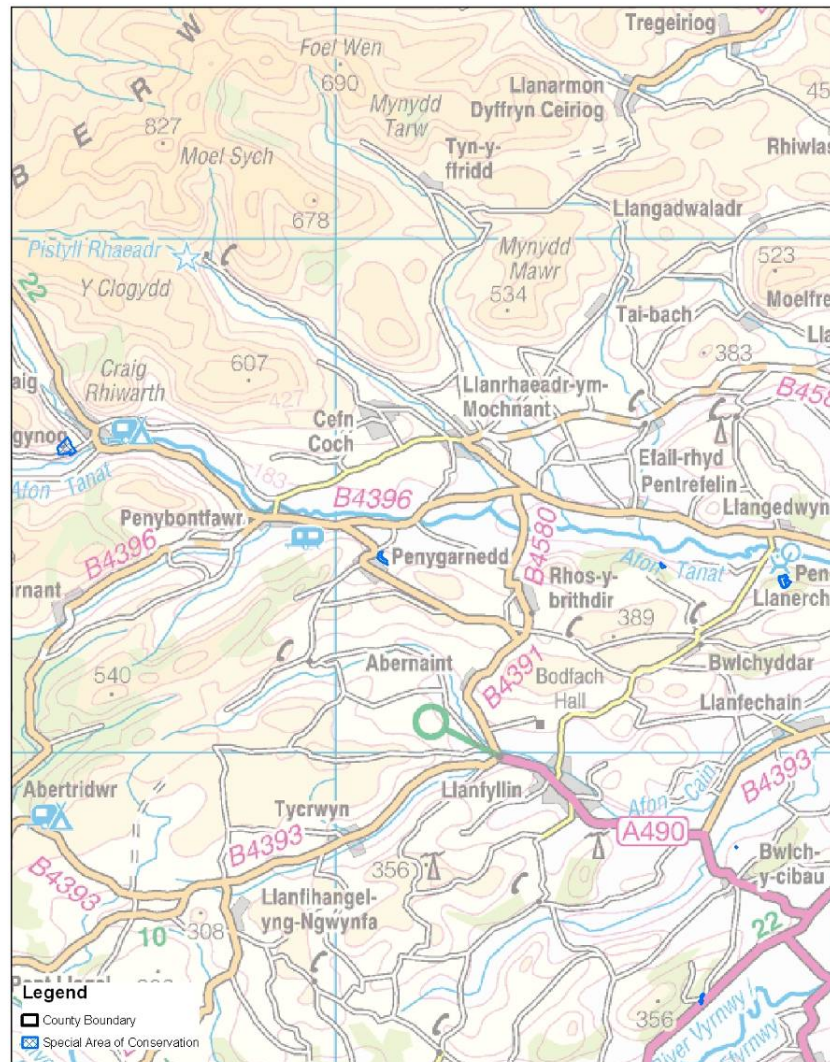 Tregeiriog
Foel Wen
690
Llanarmon
Dyffryn Ceiriog
BERW
827
Mynydd
Tarw
Moel Sych
Tyn-y-
ffridd
678
Llangadwaladr
Pistyll Rhaeadr
Mynydd
Mawr
534
523
22
Y Clogydd
Tai-bach
607
427
383
Craig
Rhiwarth
Llanrhaeadr-ym-
Mochnant
Cefn
Coch
Efail-rhyd
Pentrefelin
Afon Tanat
183
B4396
Penybontfawr
Llangedwyn
B4396
B4580
Penygarnedd
Afon Tanat
Rhos-y-
brithdir
389
540
Abernaint
B4391
Bwlchyddar
Bodfach
Hall
Llanfechain
Abertridwr
Llanfyllin
Afon Cain
B4393
Tycrwyn
A490
B4393
B4393
356
Bwlch-
y-cibau
Llanfihangel-
yng-Ngwynfa
10
308
22
356
River Vyrnwy /
Legend
County Boundary
Special Area of Conservation